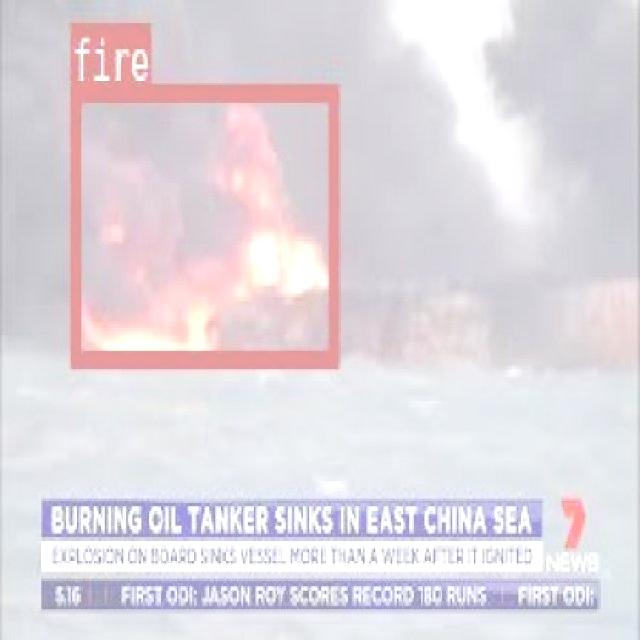 fire
BURNING OIL TANKER SINKS IN EAST CHINA SEA
7
EXPLOSION ON BOARD SINKS VESSEL MORE THAN A WEEK AFTER IT IGNITED
NEWS
5.16 FIRST ODI: JASON ROY SCORES RECORD 180 RUNS FIRST ODI: